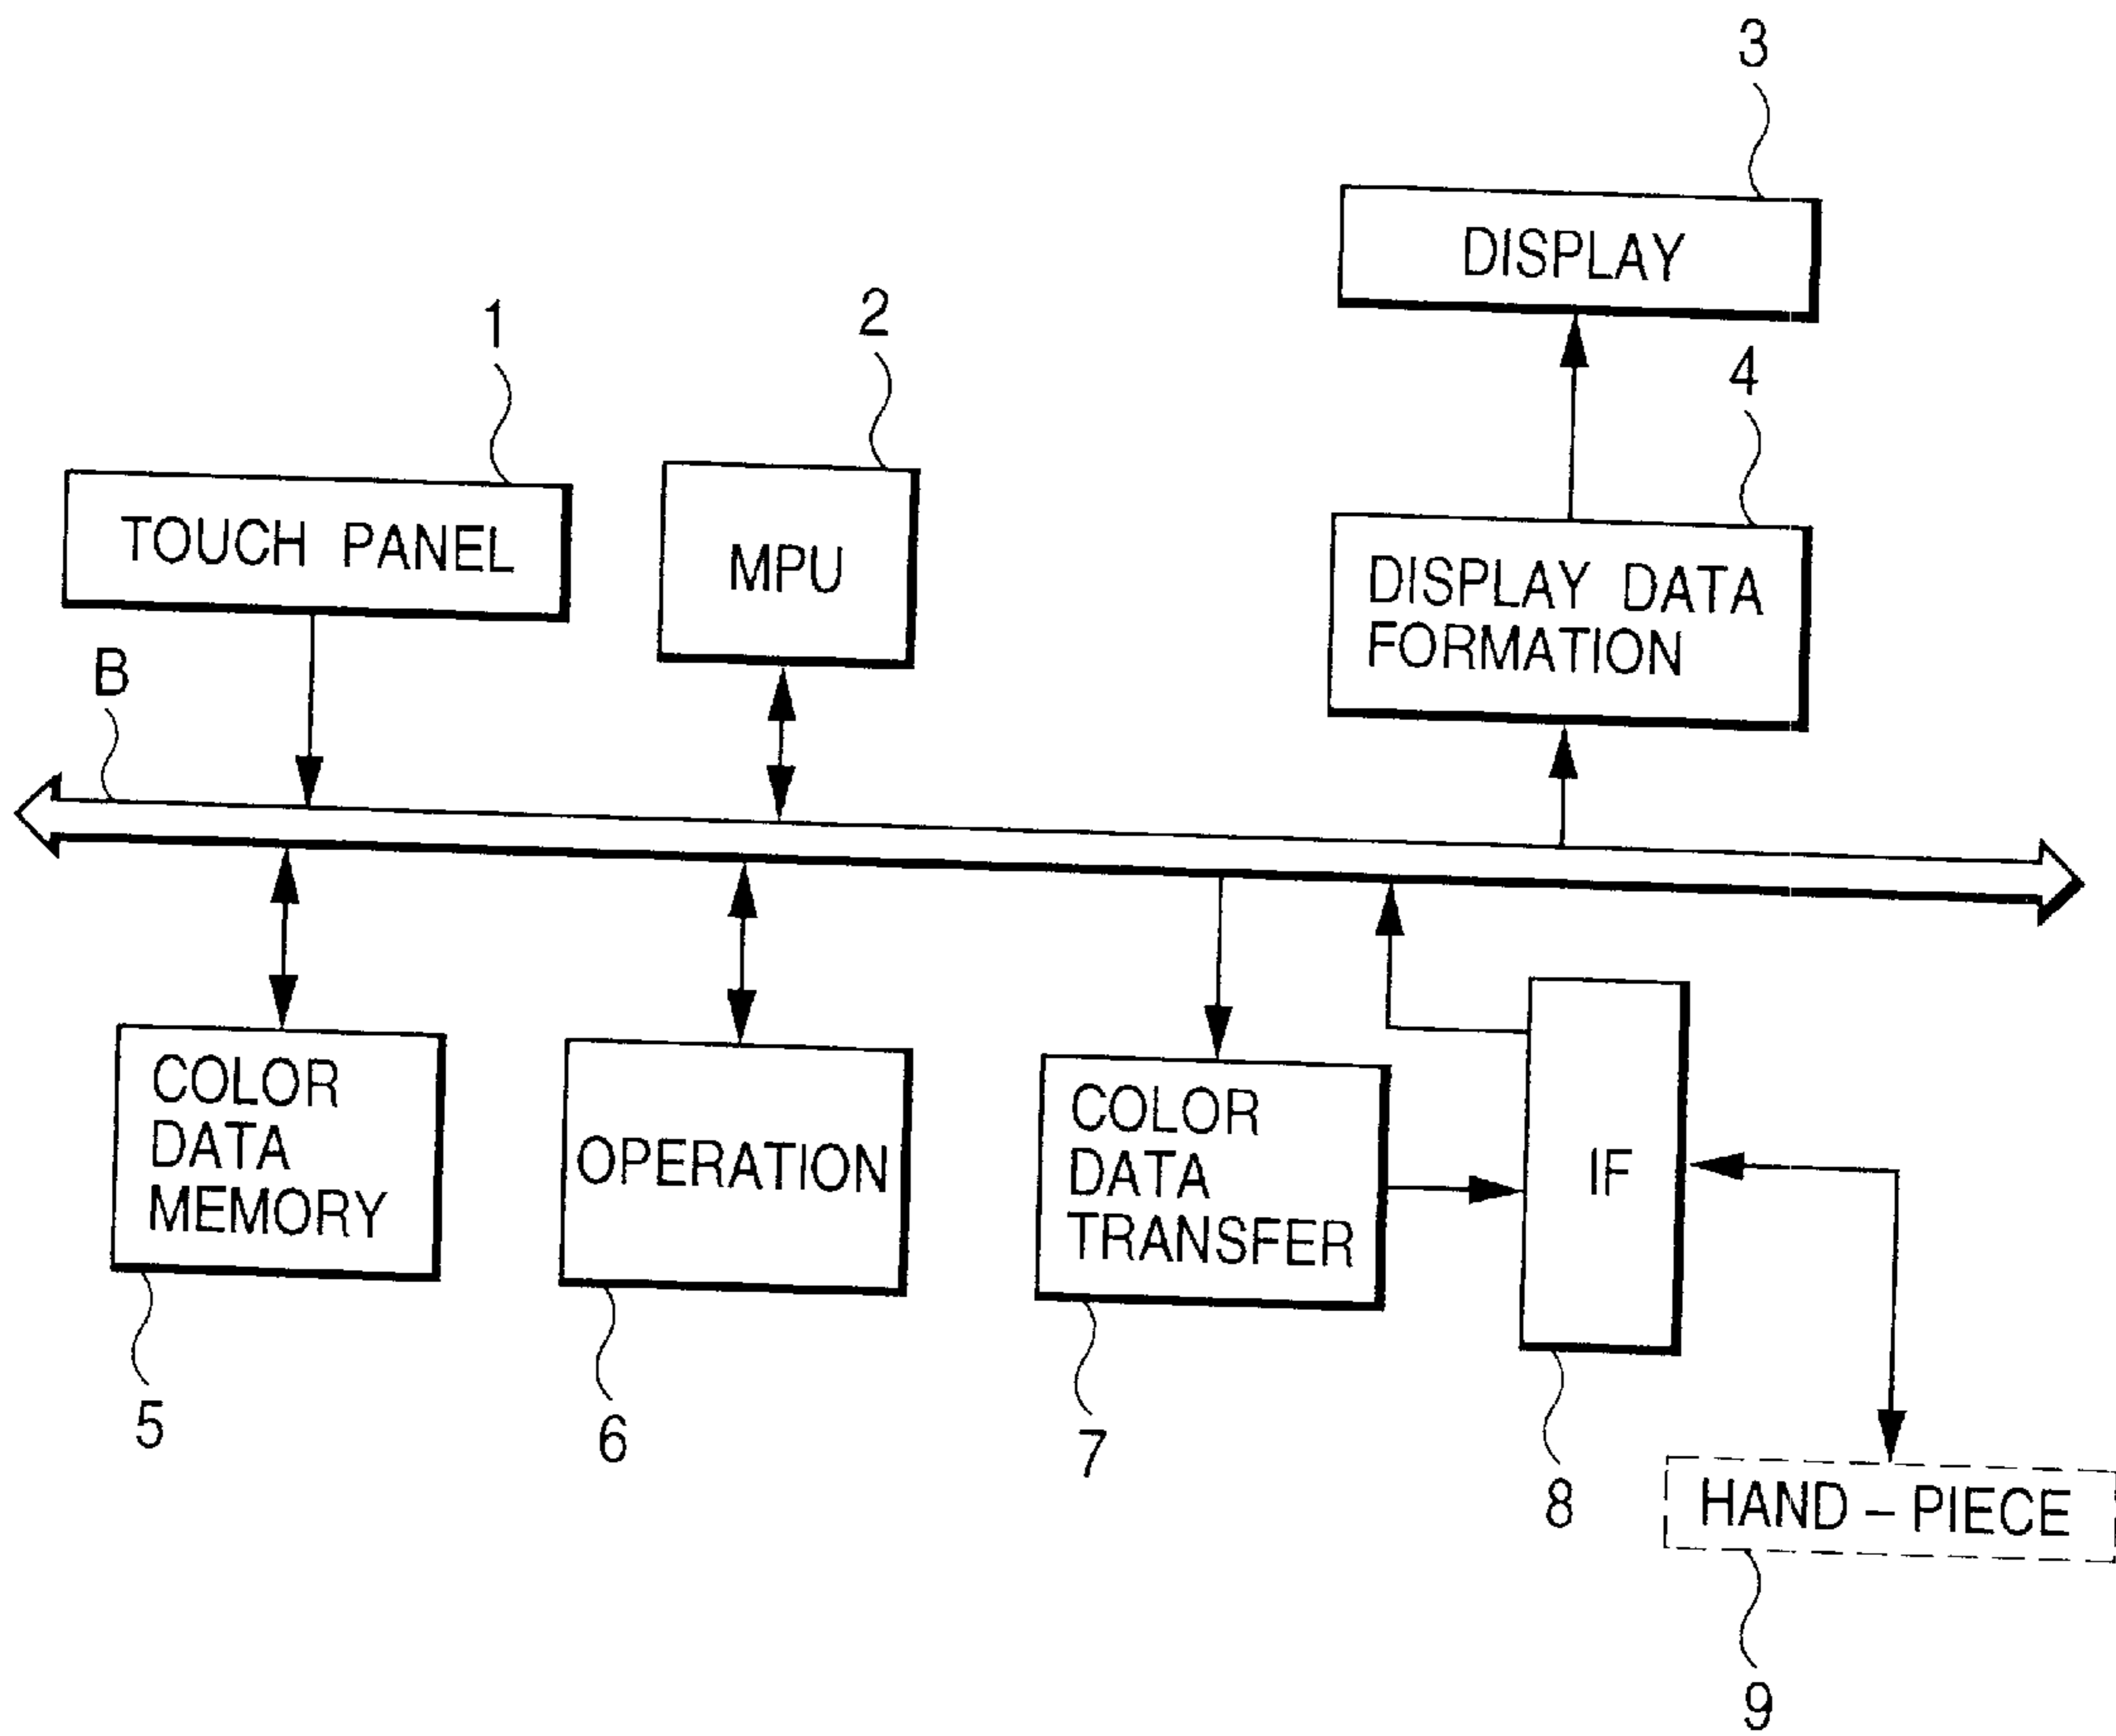 3
DISPLAY
1
2
4
TOUCH PANEL
MPU
DISPLAY DATA
FORMATION
B
COLOR
DATA
MEMORY
OPERATION
COLOR
DATA
TRANSFER
IF
5
6
7
8
HAND-PIECE
9